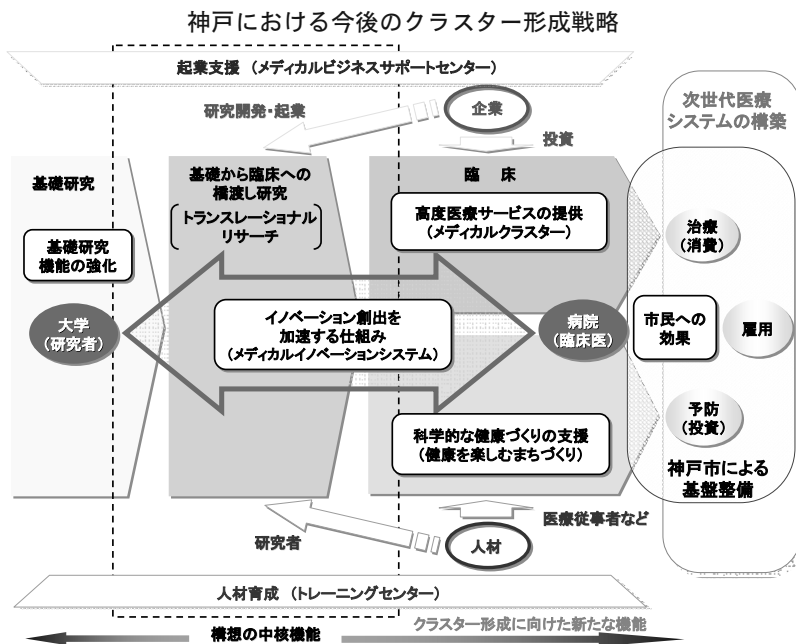 神戸における今後のクラスター形成戦略
起業支援（メディカルビジネスサポートセンター）
研究開発・起業
企業
投資
次世代医療
システムの構築
基礎研究
基礎から臨床への
橋渡し研究
トランスレーショナル
リサーチ
臨　床
高度医療サービスの提供
（メディカルクラスター）
治療
（消費）
基礎研究
機能の強化
大学
（研究者）
イノベーション創出を
加速する仕組み
（メディカルイノベーションシステム）
病院
（臨床医）
市民への
効果
雇用
科学的な健康づくりの支援
（健康を楽しむまちづくり）
予防
（投資）
神戸市による
基盤整備
研究者
人材
医療従事者など
人材育成　（トレーニングセンター）
構想の中核機能
クラスター形成に向けた新たな機能